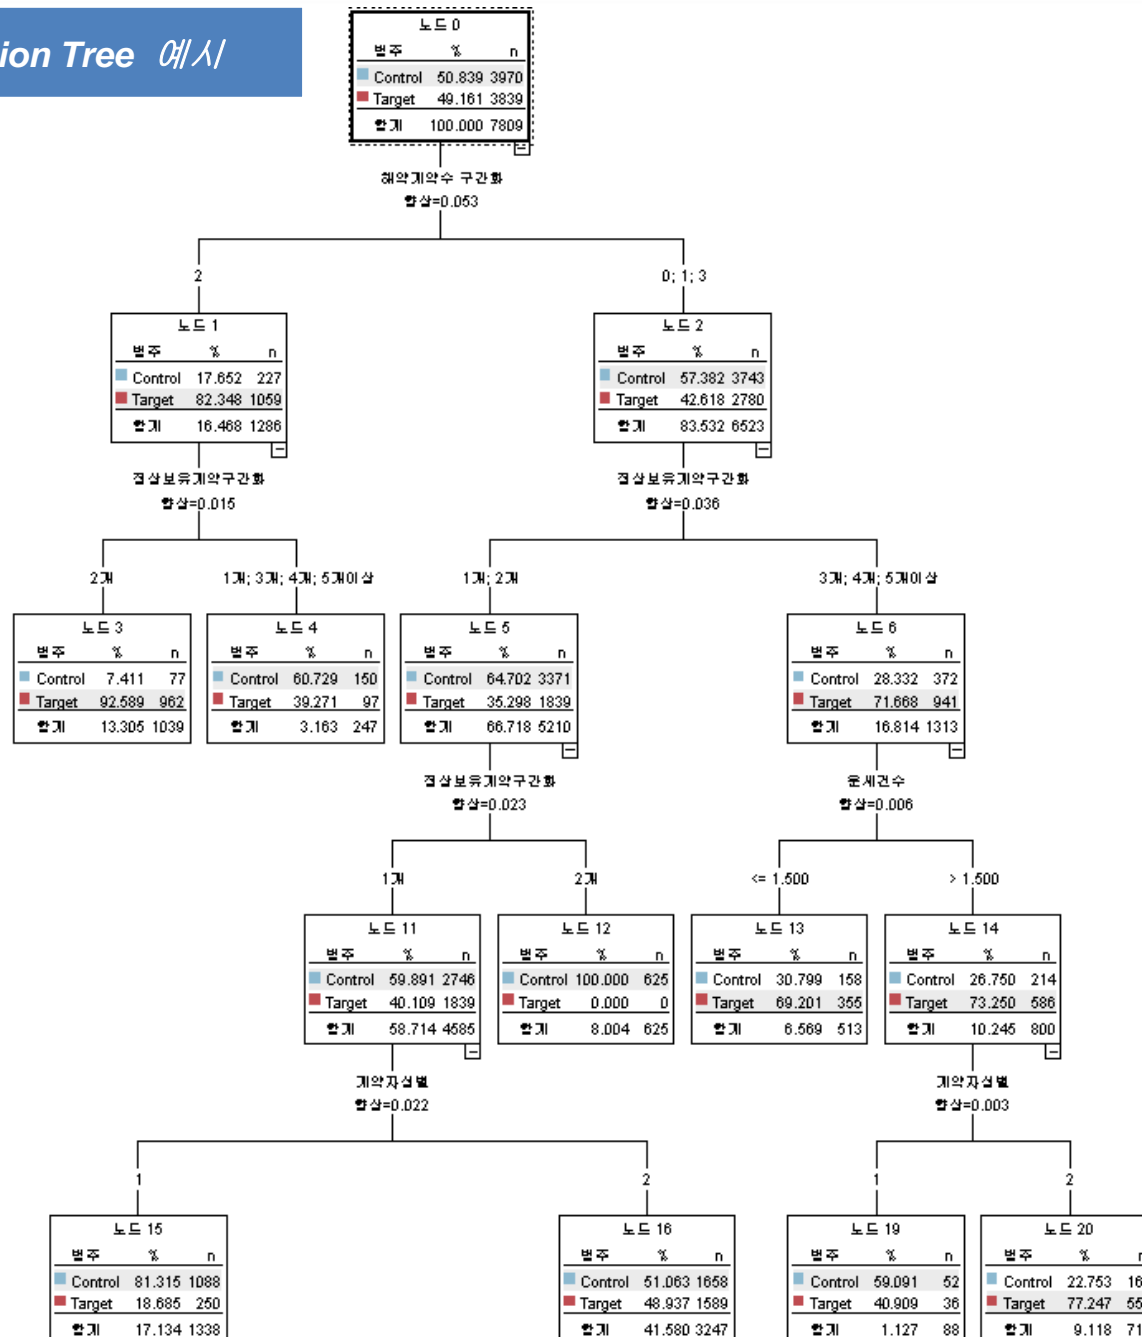 ion Tree 예시
노드 0
범주 % n
Control 50.839 3970
Target 49.161 3839
합계 100.000 7809
해약계약수 구간화
향상=0.053
2
0; 1; 3
노드 1
범주 % n
Control 17.652 227
Target 82.348 1059
합계 16.468 1286
노드 2
범주 % n
Control 57.382 3743
Target 42.618 2780
합계 83.532 6523
정상보유계약구간화
향상=0.015
정상보유계약구간화
향상=0.036
2개
1개; 3개; 4개; 5개이상
1개; 2개
3개; 4개; 5개이상
노드 3
범주 % n
Control 7.411 77
Target 92.589 962
합계 13.305 1039
노드 4
범주 % n
Control 60.729 150
Target 39.271 97
합계 3.163 247
노드 5
범주 % n
Control 64.702 3371
Target 35.298 1839
합계 66.718 5210
노드 6
범주 % n
Control 28.332 372
Target 71.668 941
합계 16.814 1313
정상보유계약구간화
향상=0.023
운세건수
향상=0.006
1개
2개
<= 1.500
> 1.500
노드 11
범주 % n
Control 59.891 2746
Target 40.109 1839
합계 58.714 4585
노드 12
범주 % n
Control 100.000 625
Target 0.000 0
합계 8.004 625
노드 13
범주 % n
Control 30.799 158
Target 69.201 355
합계 6.569 513
노드 14
범주 % n
Control 26.750 214
Target 73.250 586
합계 10.245 800
계약자성별
향상=0.022
계약자성별
향상=0.003
1
2
1
2
노드 15
범주 % n
Control 81.315 1088
Target 18.685 250
합계 17.134 1338
노드 16
범주 % n
Control 51.063 1658
Target 48.937 1589
합계 41.580 3247
노드 19
범주 % n
Control 59.091 52
Target 40.909 36
합계 1.127 88
노드 20
범주 %
Control 22.753 16
Target 77.247 55
합계 9.118 71